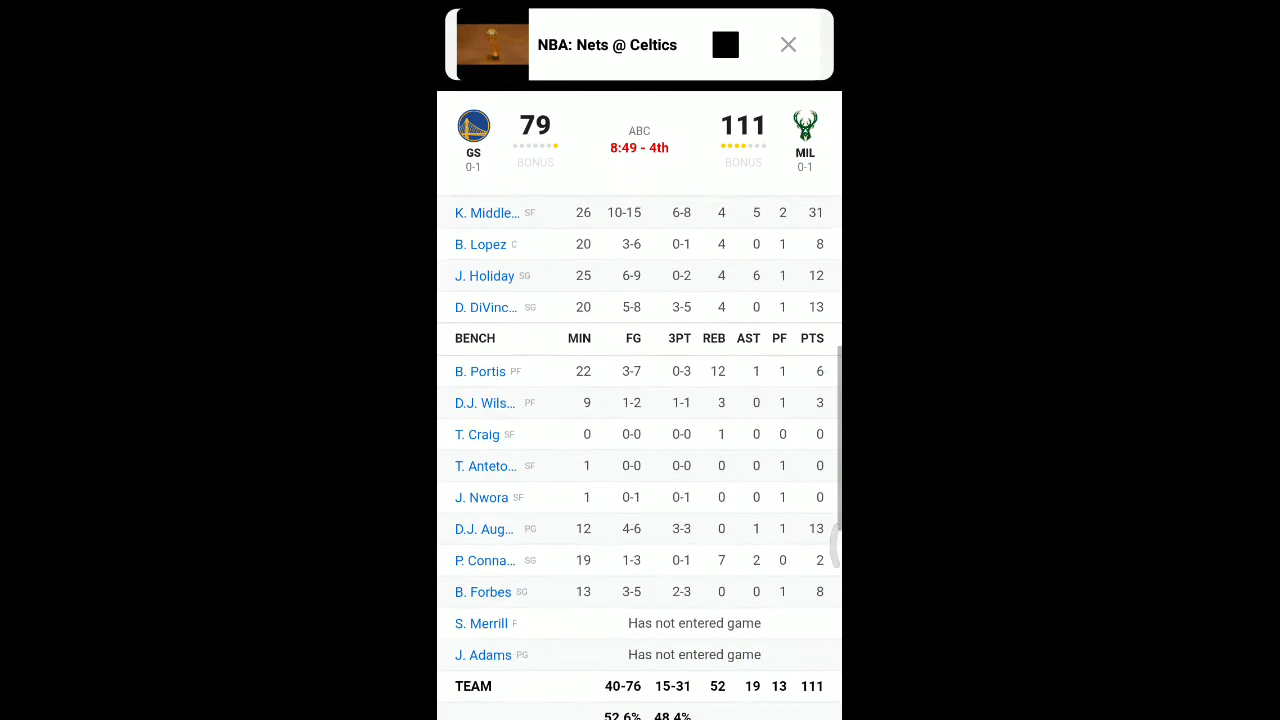 NBA: Nets @ Celtics
79 ABC 111
8:49 - 4th
GS BONUS BONUS MIL
0-1 0-1
K. Middle... SF 26 10-15 6-8 4 5 2 31
B. Lopez C 20 3-6 0-1 4 0 1 8
J. Holiday SG 25 6-9 0-2 4 6 1 12
D. DiVinc... SG 20 5-8 3-5 4 0 1 13
BENCH MIN FG 3PT REB AST PF PTS
B. Portis PF 22 3-7 0-3 12 1 1 6
D.J. Wils... PF 9 1-2 1-1 3 0 1 3
T. Craig SF 0 0-0 0-0 1 0 0 0
T. Anteto... SF 1 0-0 0-0 0 0 1 0
J. Nwora SF 1 0-1 0-1 0 0 1 0
D.J. Aug... PG 12 4-6 3-3 0 1 1 13
P. Conna... SG 19 1-3 0-1 7 2 0 2
B. Forbes SG 13 3-5 2-3 0 0 1 8
S. Merrill F Has not entered game
J. Adams PG Has not entered game
TEAM 40-76 15-31 52 19 13 111
52.6% 48.4%